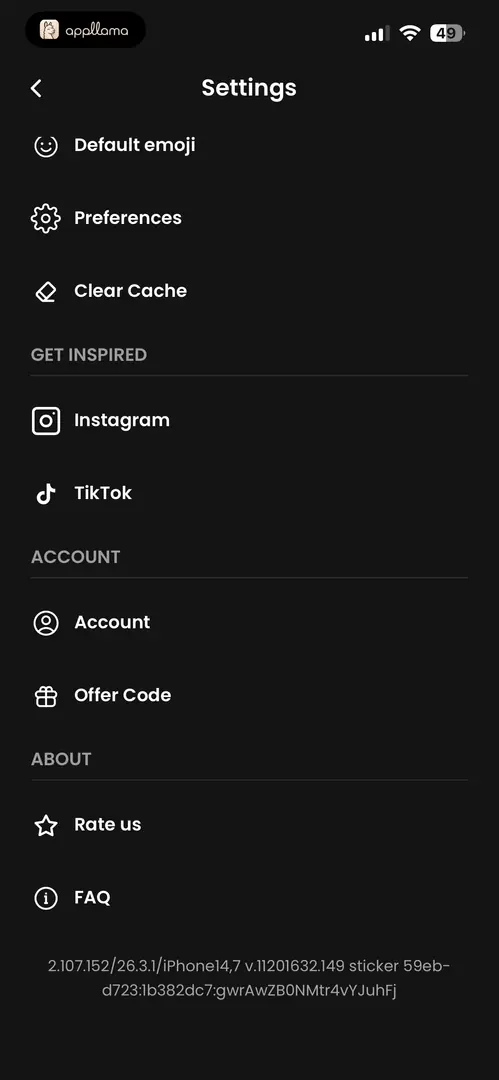 appllama
49
Settings
Default emoji
Preferences
Clear Cache
GET INSPIRED
Instagram
TikTok
ACCOUNT
Account
Offer Code
ABOUT
Rate us
FAQ
2.107.152/26.3.1/iPhone14,7 v.11201632.149 sticker 59eb-
d723:1b382dc7:gwrAwZB0NMtr4vYJuhFj